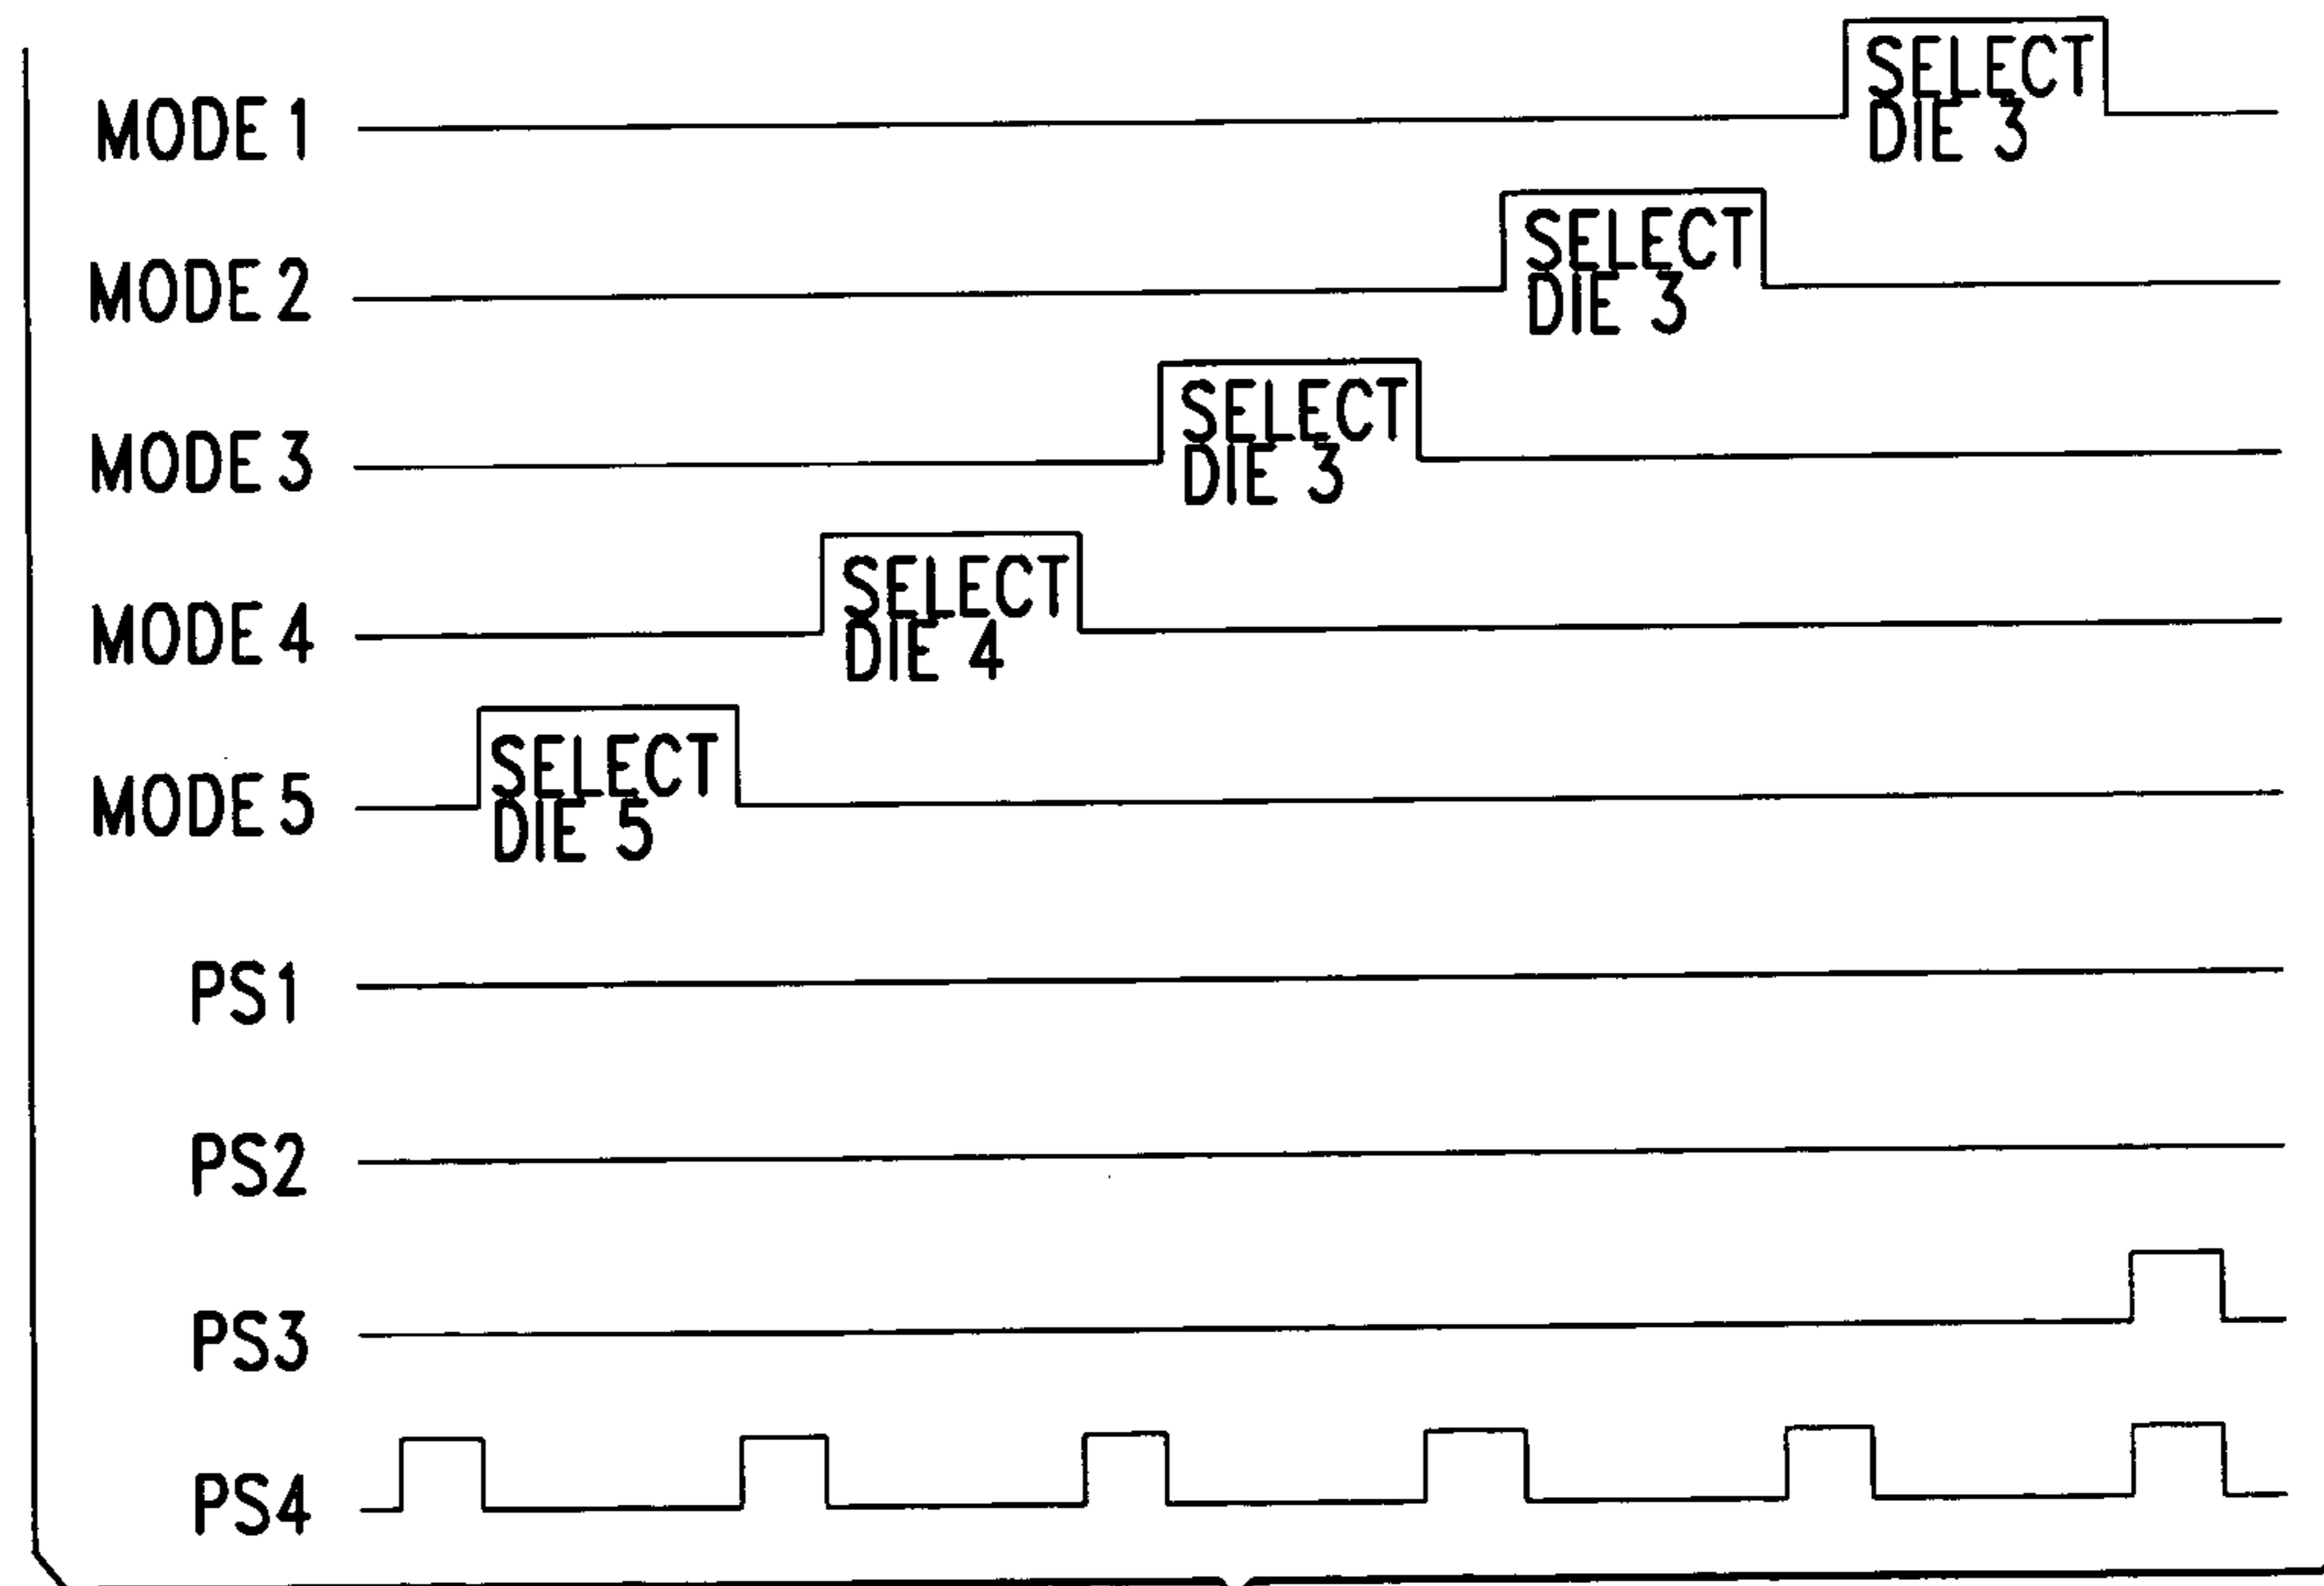 SELECT
DIE 3
MODE 1
SELECT
DIE 3
MODE 2
SELECT
DIE 3
MODE 3
SELECT
DIE 4
MODE 4
SELECT
DIE 5
MODE 5
PS1
PS2
PS3
PS4